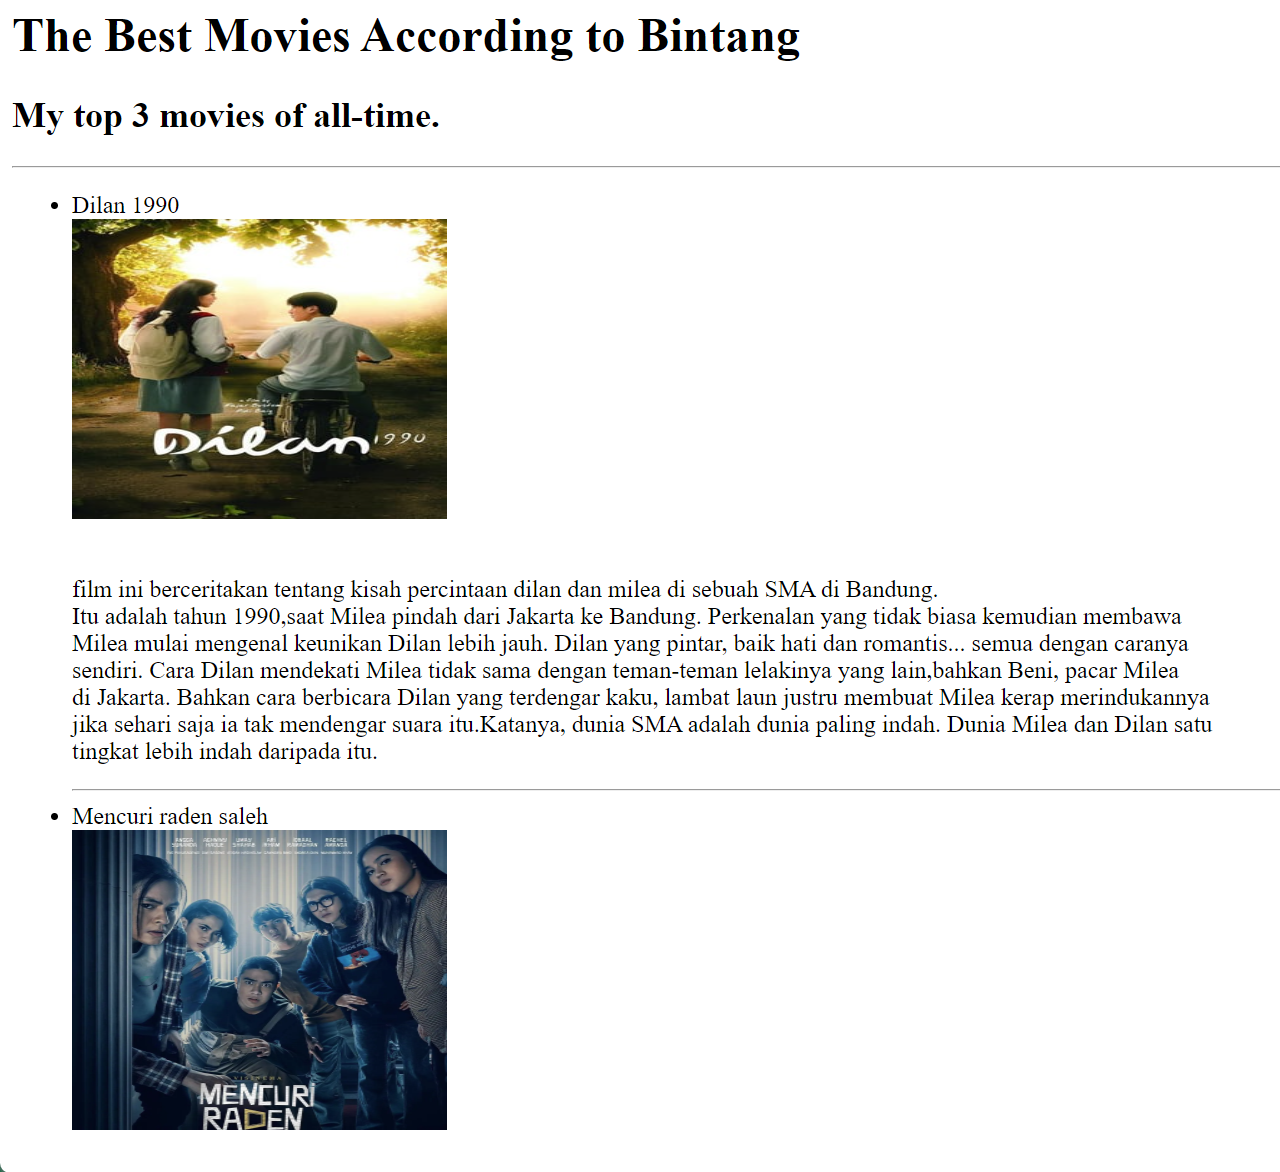 The Best Movies According to Bintang
My top 3 movies of all-time.
Dilan 1990
Dilan 1990
film ini berceritakan tentang kisah percintaan dilan dan milea di sebuah SMA di Bandung.
Itu adalah tahun 1990,saat Milea pindah dari Jakarta ke Bandung. Perkenalan yang tidak biasa kemudian membawa
Milea mulai mengenal keunikan Dilan lebih jauh. Dilan yang pintar, baik hati dan romantis... semua dengan caranya
sendiri. Cara Dilan mendekati Milea tidak sama dengan teman-teman lelakinya yang lain,bahkan Beni, pacar Milea
di Jakarta. Bahkan cara berbicara Dilan yang terdengar kaku, lambat laun justru membuat Milea kerap merindukannya
jika sehari saja ia tak mendengar suara itu.Katanya, dunia SMA adalah dunia paling indah. Dunia Milea dan Dilan satu
tingkat lebih indah daripada itu.
Mencuri raden saleh
MENCURI
RADEN